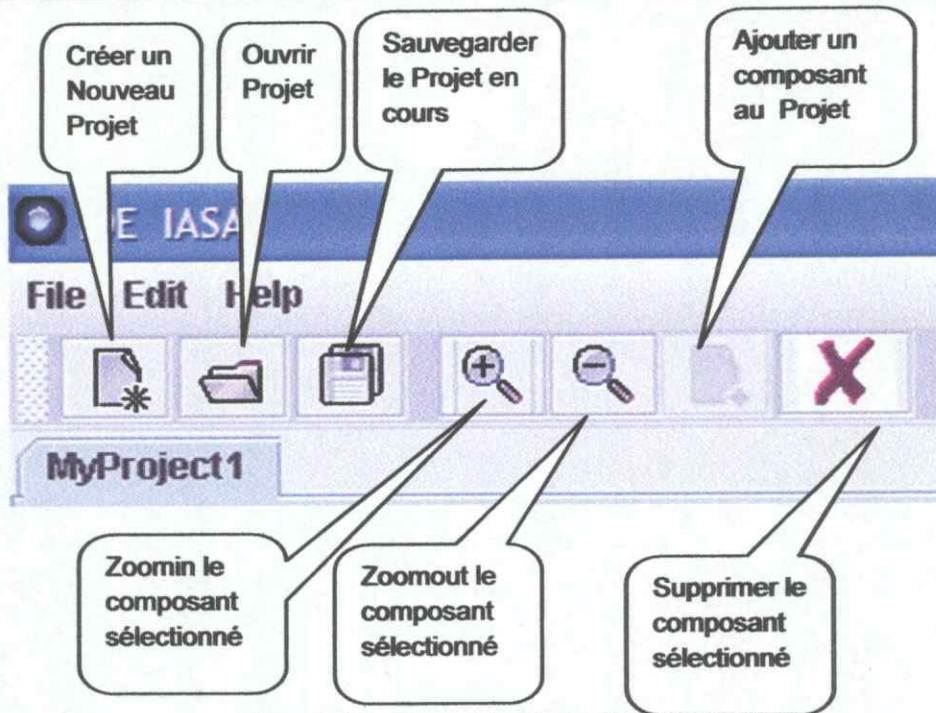 Créer un
Nouveau
Projet
Ouvrir
Projet
Sauvegarder
le Projet en
cours
Ajouter un
composant
au Projet
IASA
File Edit Help
MyProject1
Zoomin le
composant
sélectionné
Zoomout le
composant
sélectionné
Supprimer le
composant
sélectionné